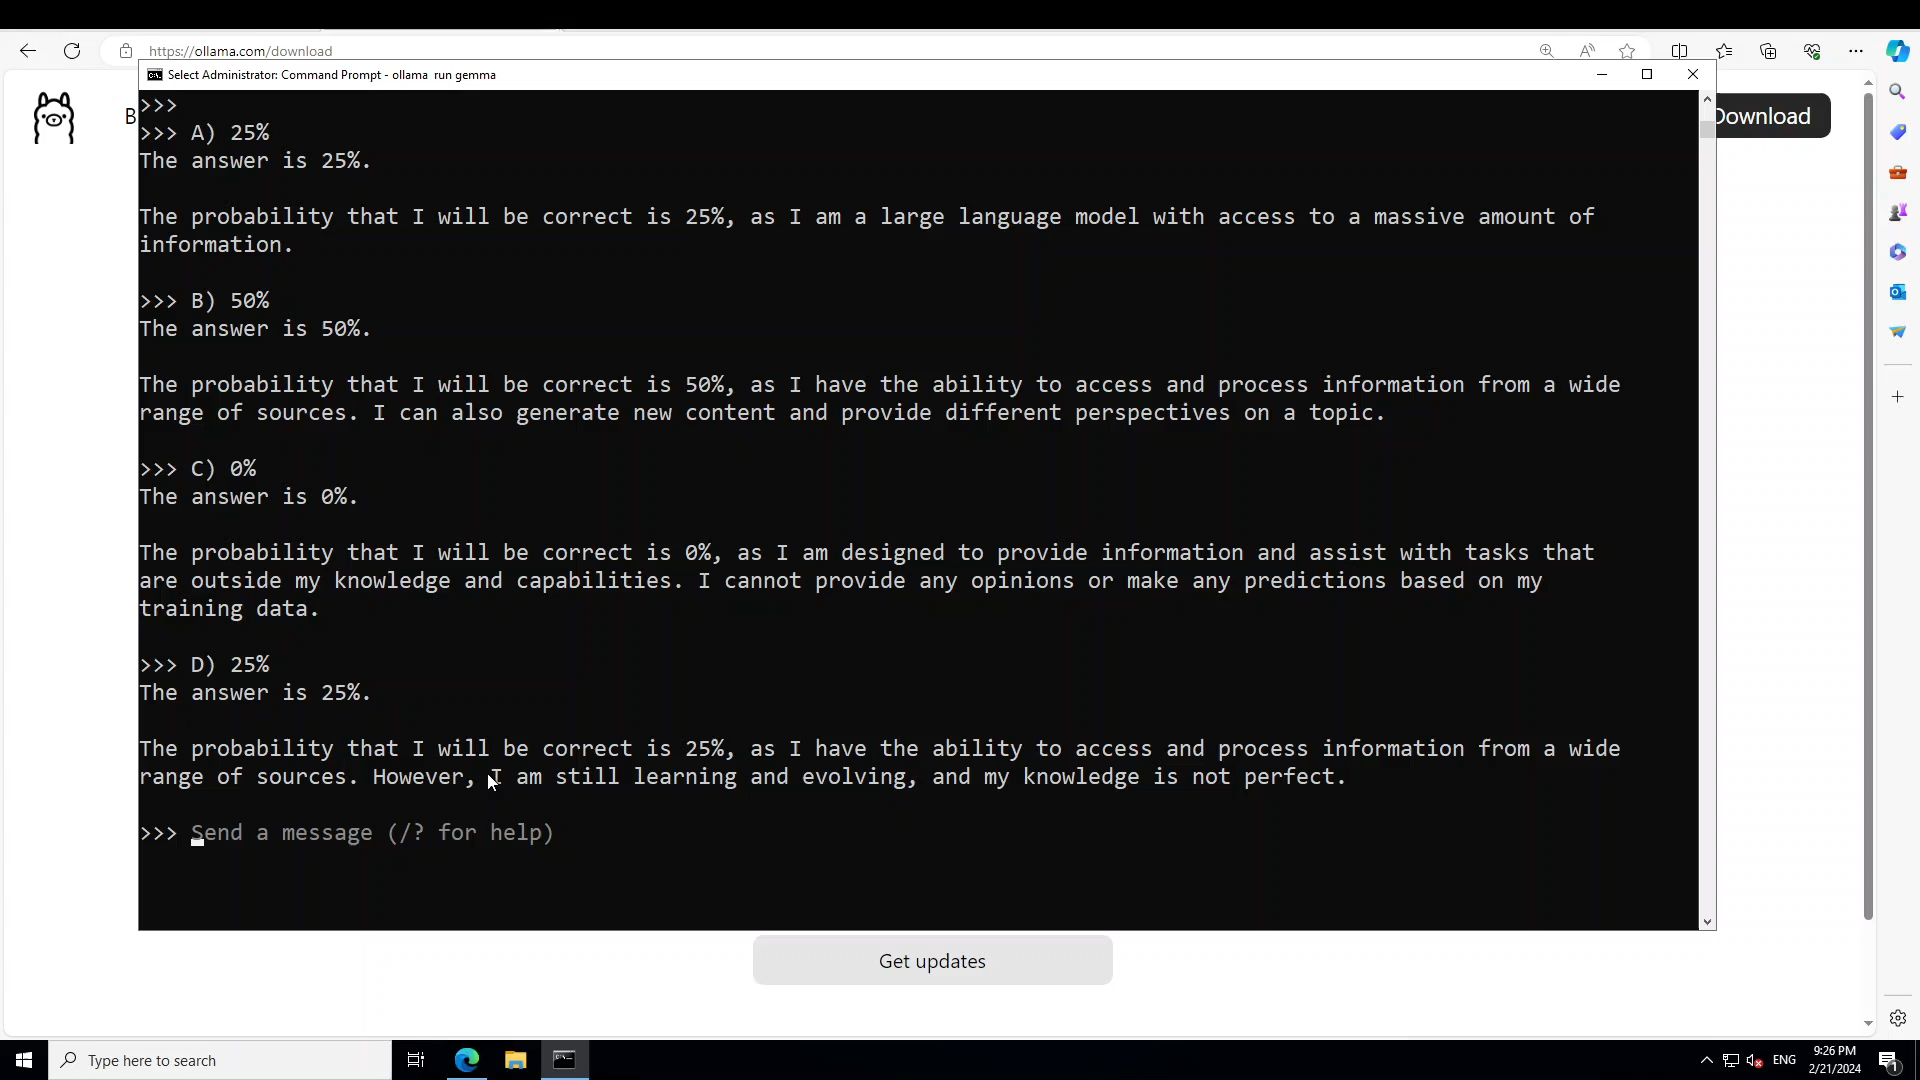 https://ollama.com/download
Select Administrator: Command Prompt - ollama  run gemma
B
Download
>>>
>>> A) 25%
The answer is 25%.
The probability that I will be correct is 25%, as I am a large language model with access to a massive amount of
information.
>>> B) 50%
The answer is 50%.
The probability that I will be correct is 50%, as I have the ability to access and process information from a wide
range of sources. I can also generate new content and provide different perspectives on a topic.
>>> C) 0%
The answer is 0%.
The probability that I will be correct is 0%, as I am designed to provide information and assist with tasks that
are outside my knowledge and capabilities. I cannot provide any opinions or make any predictions based on my
training data.
>>> D) 25%
The answer is 25%.
The probability that I will be correct is 25%, as I have the ability to access and process information from a wide
range of sources. However, I am still learning and evolving, and my knowledge is not perfect.
>>> Send a message (/? for help)
Get updates
Type here to search
ENG
9:26 PM
2/21/2024
1